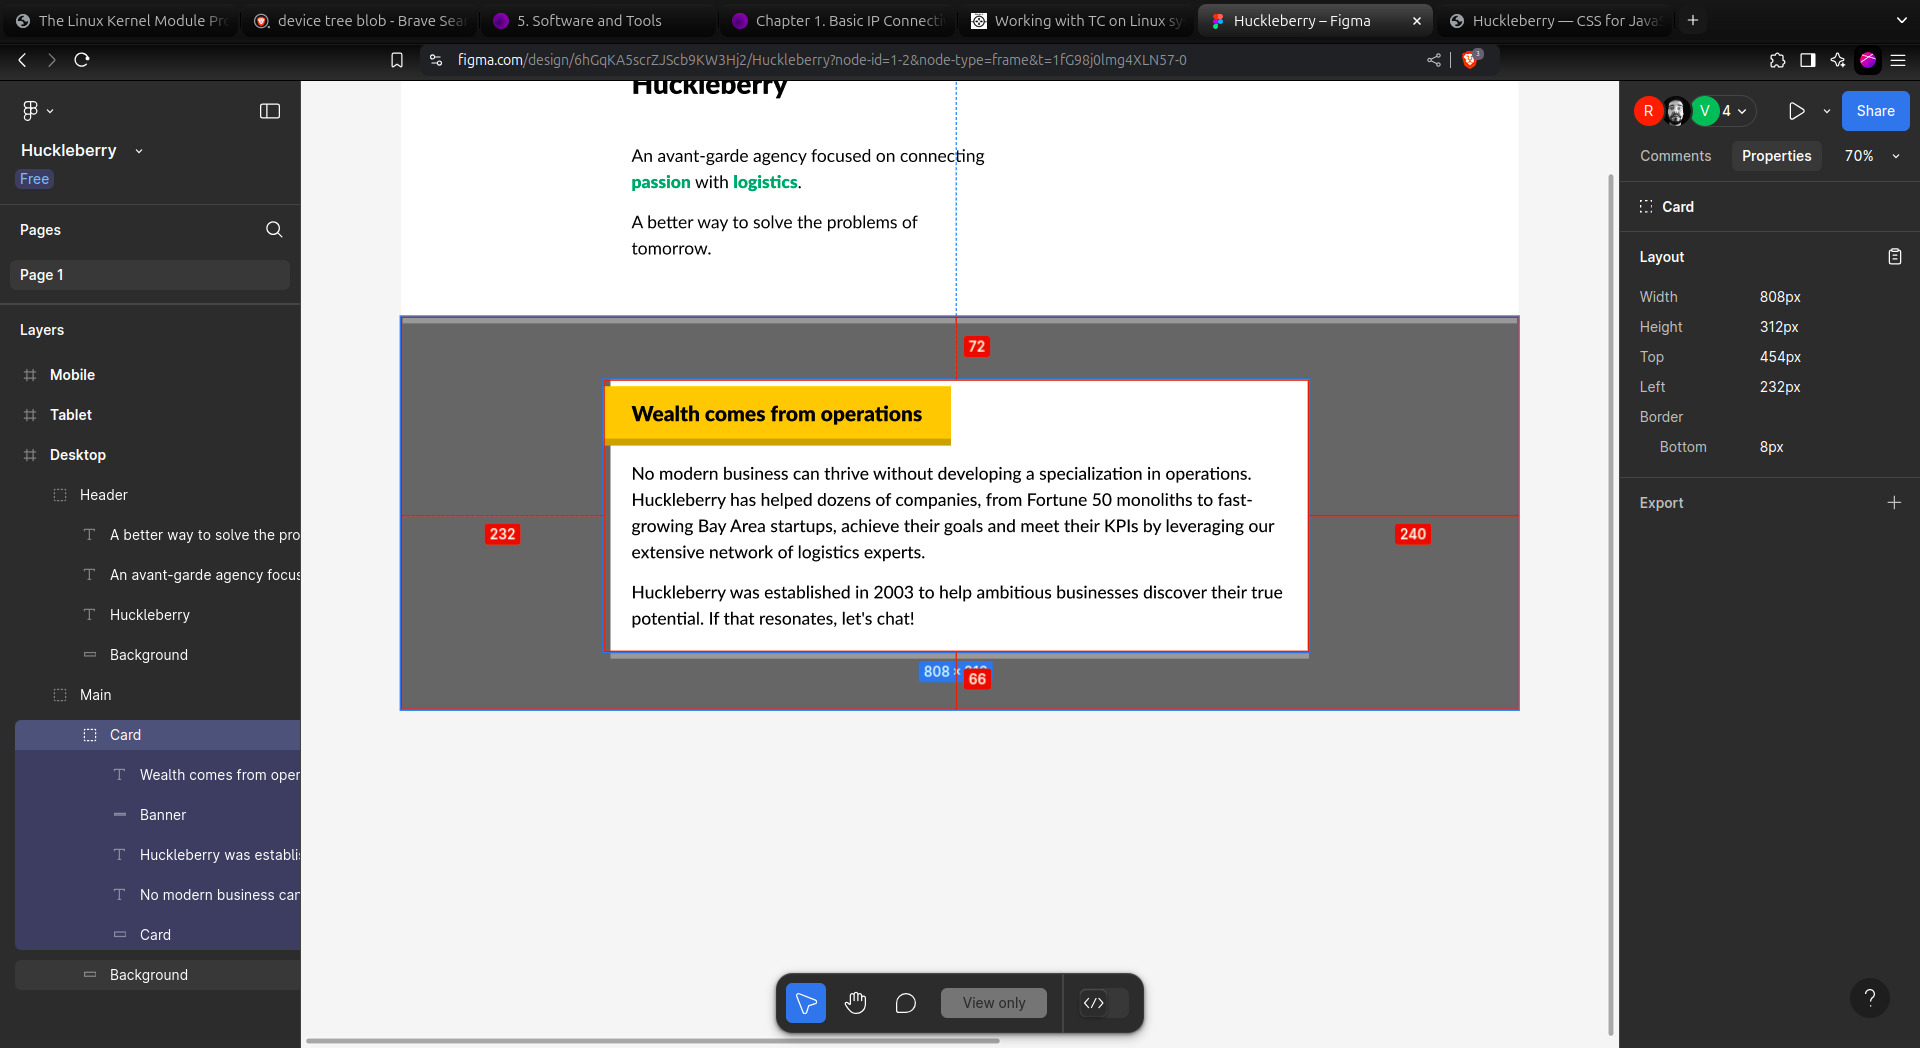 The Linux Kernel Module Pro
device tree blob - Brave Sea
5. Software and Tools
Chapter 1. Basic IP Connecti
Working with TC on Linux sy
Huckleberry – Figma
Huckleberry — CSS for JavaS
figma.com/design/6hGqKA5scrZJScb9KW3Hj2/Huckleberry?node-id=1-2&node-type=frame&t=1fG98j0lmg4XLN57-0
3
Huckleberry
Free
Pages
Page 1
Layers
Mobile
Tablet
Desktop
Header
A better way to solve the pro
An avant-garde agency focus
Huckleberry
Background
Main
Card
Wealth comes from oper
Banner
Huckleberry was establis
No modern business can
Card
Background
Huckleberry
An avant-garde agency focused on connecting
passion with logistics.
A better way to solve the problems of
tomorrow.
72
Wealth comes from operations
No modern business can thrive without developing a specialization in operations.
Huckleberry has helped dozens of companies, from Fortune 50 monoliths to fast-
growing Bay Area startups, achieve their goals and meet their KPIs by leveraging our
extensive network of logistics experts.
Huckleberry was established in 2003 to help ambitious businesses discover their true
potential. If that resonates, let's chat!
232
240
808 ×
66
View only
R
V
4
Share
Comments
Properties
70%
Card
Layout
Width 808px
Height 312px
Top 454px
Left 232px
Border
Bottom 8px
Export
?